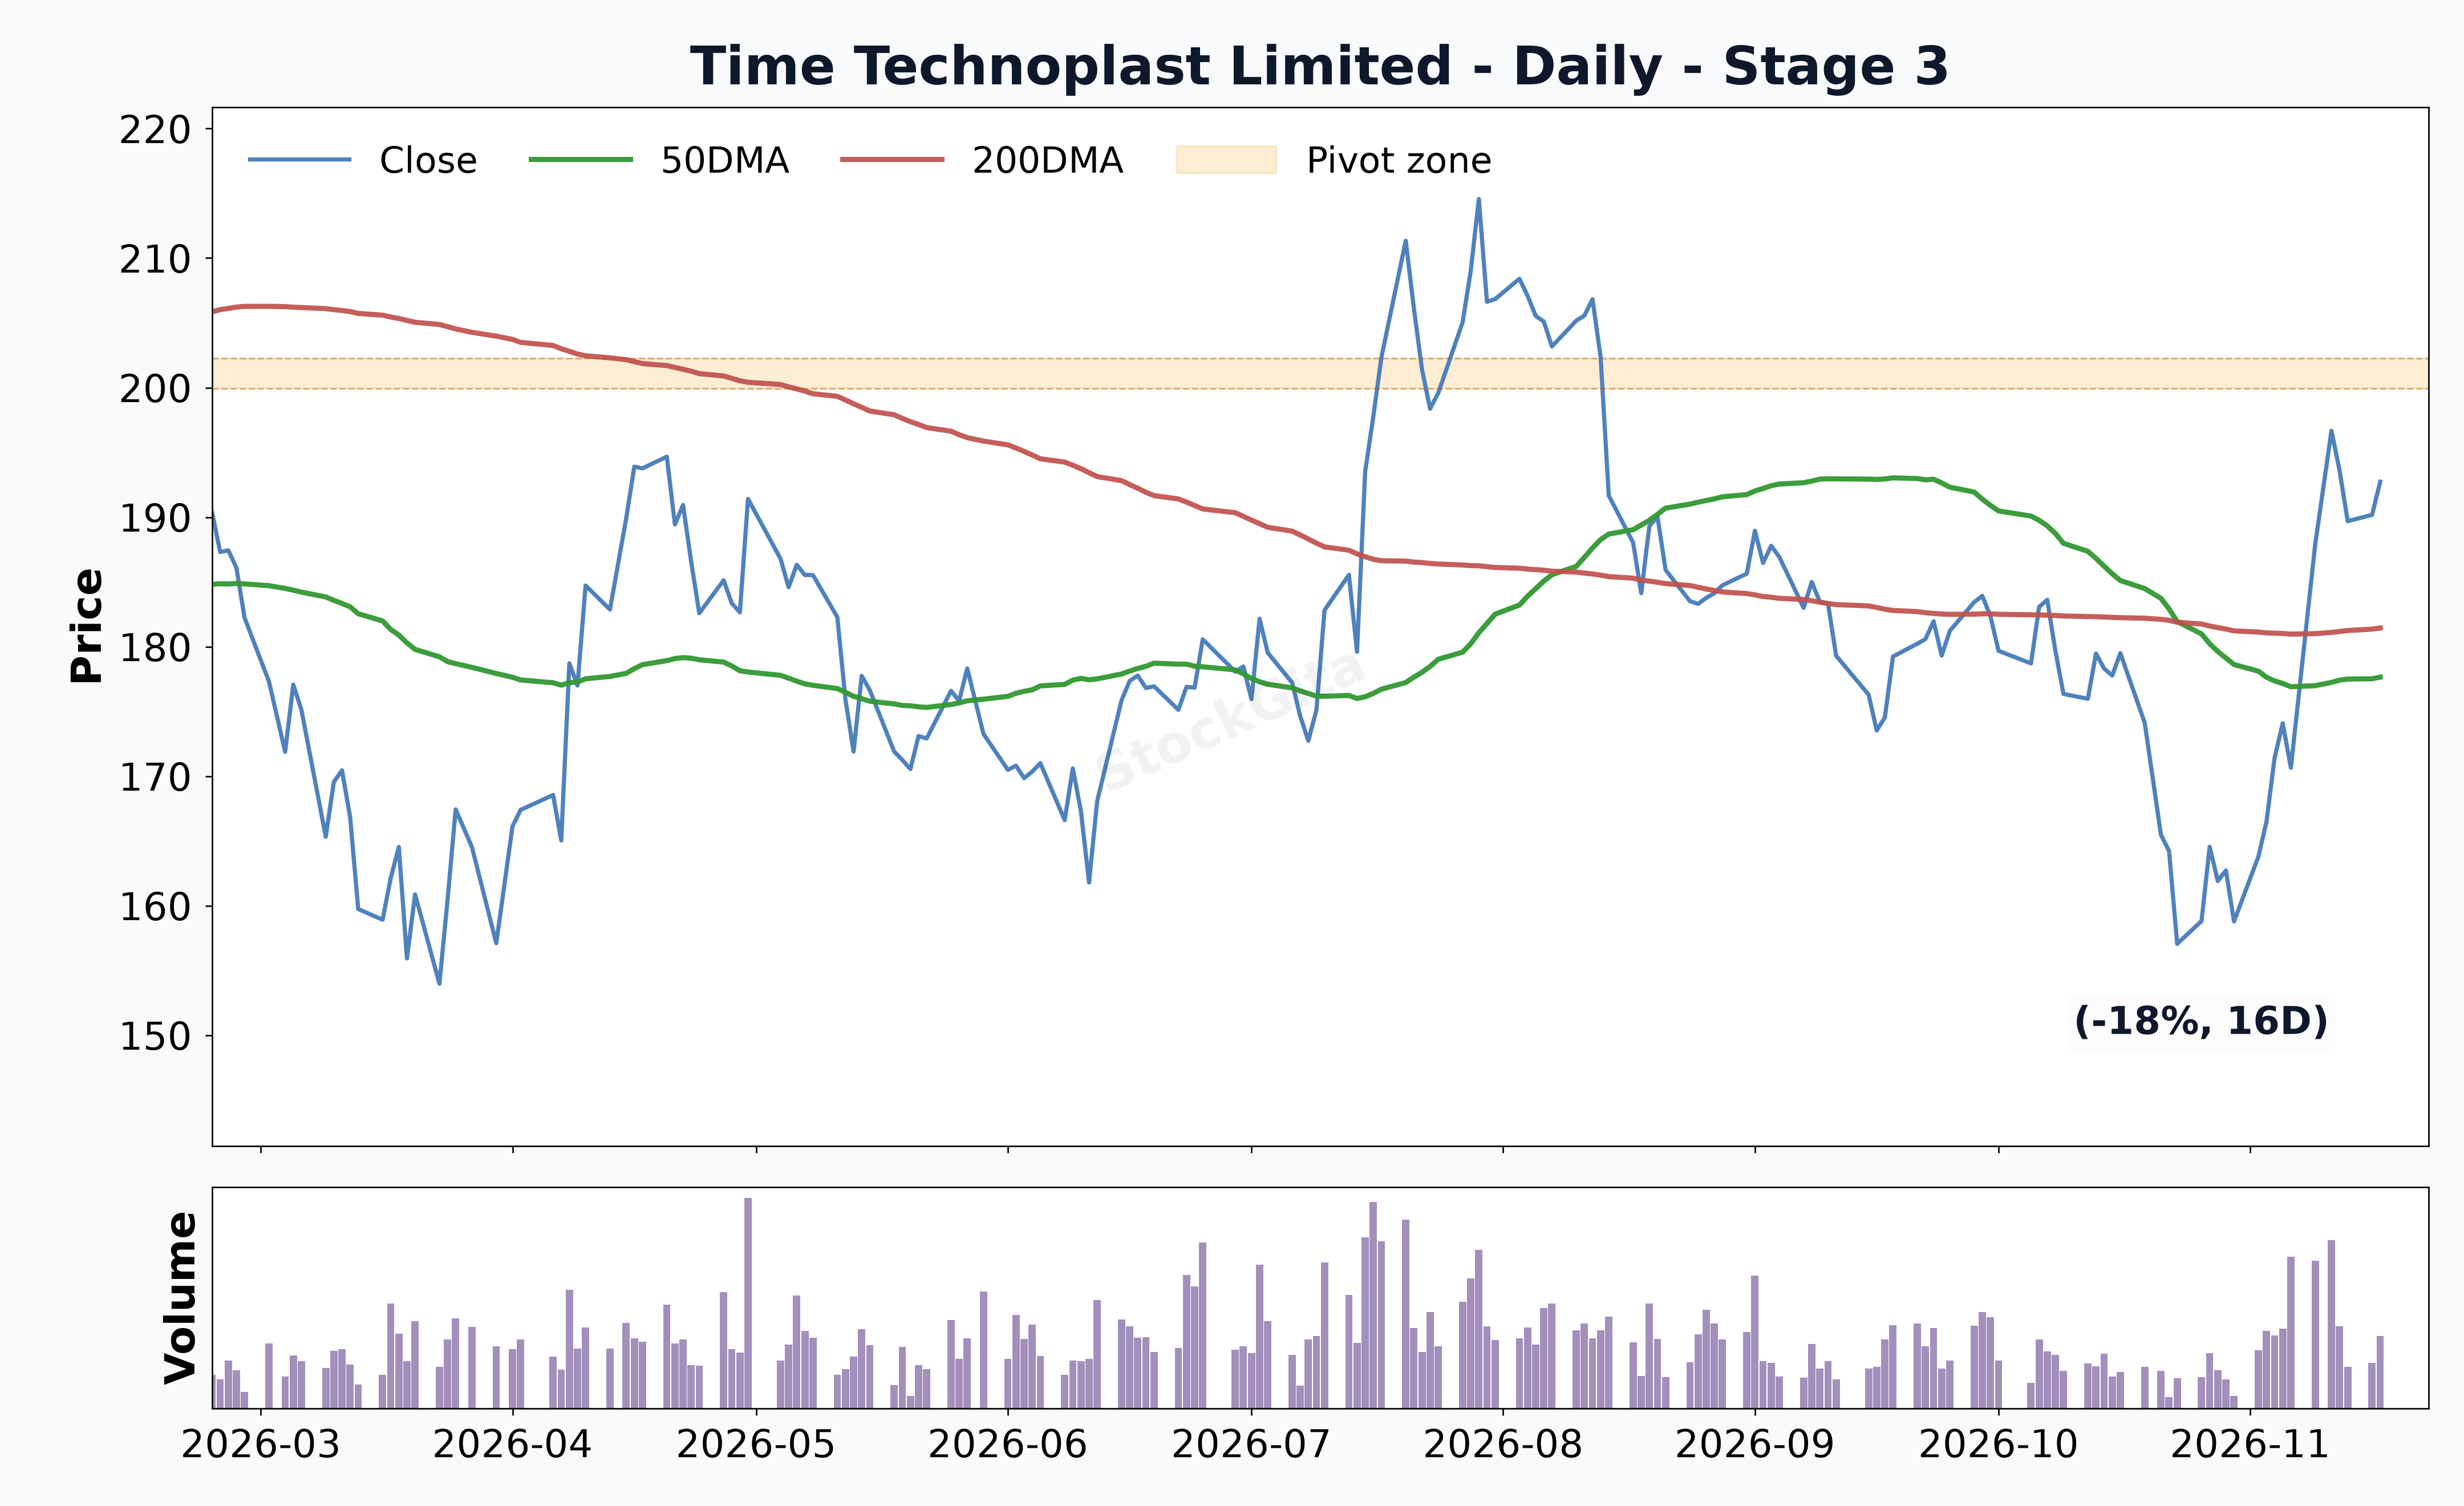 Time Technoplast Limited - Daily - Stage 3
Close 50DMA 200DMA Pivot zone
220
210
200
190
180
170
160
150
Price
StockGita
(-18%, 16D)
Volume
2026-03 2026-04 2026-05 2026-06 2026-07 2026-08 2026-09 2026-10 2026-11